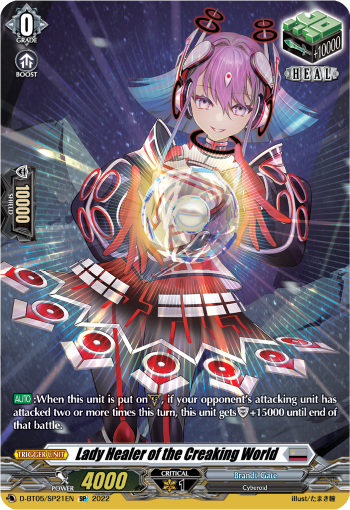 0
GRADE
BOOST
+10000
HEAL
10000
SHIELD
AUTO :When this unit is put on , if your opponent's attacking unit has
attacked two or more times this turn, this unit gets +15000 until end
of that battle.
TRIGGER UNIT
Lady Healer of the Creaking World
POWER 4000
CRITICAL
1
Brandt Gate
Cyberoid
D-BT05/SP21EN SP 2022
illust/たまき瞳